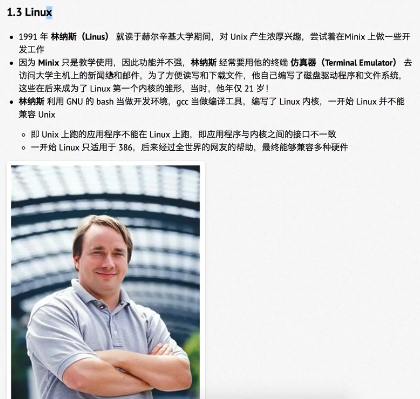 1.3 Linux
1991 年 林纳斯（Linus） 就读于赫尔辛基大学期间，对 Unix 产生浓厚兴趣，尝试着在Minix 上做一些开
发工作
因为 Minix 只是教学使用，因此功能并不强，林纳斯 经常要用他的终端 仿真器（Terminal Emulator） 去
访问大学主机上的新闻组和邮件，为了方便读写和下载文件，他自己编写了磁盘驱动程序和文件系统，
这些在后来成为了 Linux 第一个内核的雏形，当时，他年仅 21 岁！
林纳斯 利用 GNU 的 bash 当做开发环境，gcc 当做编译工具，编写了 Linux 内核，一开始 Linux 并不能
兼容 Unix
即 Unix 上跑的应用程序不能在 Linux 上跑，即应用程序与内核之间的接口不一致
一开始 Linux 只适用于 386，后来经过全世界的网友的帮助，最终能够兼容多种硬件